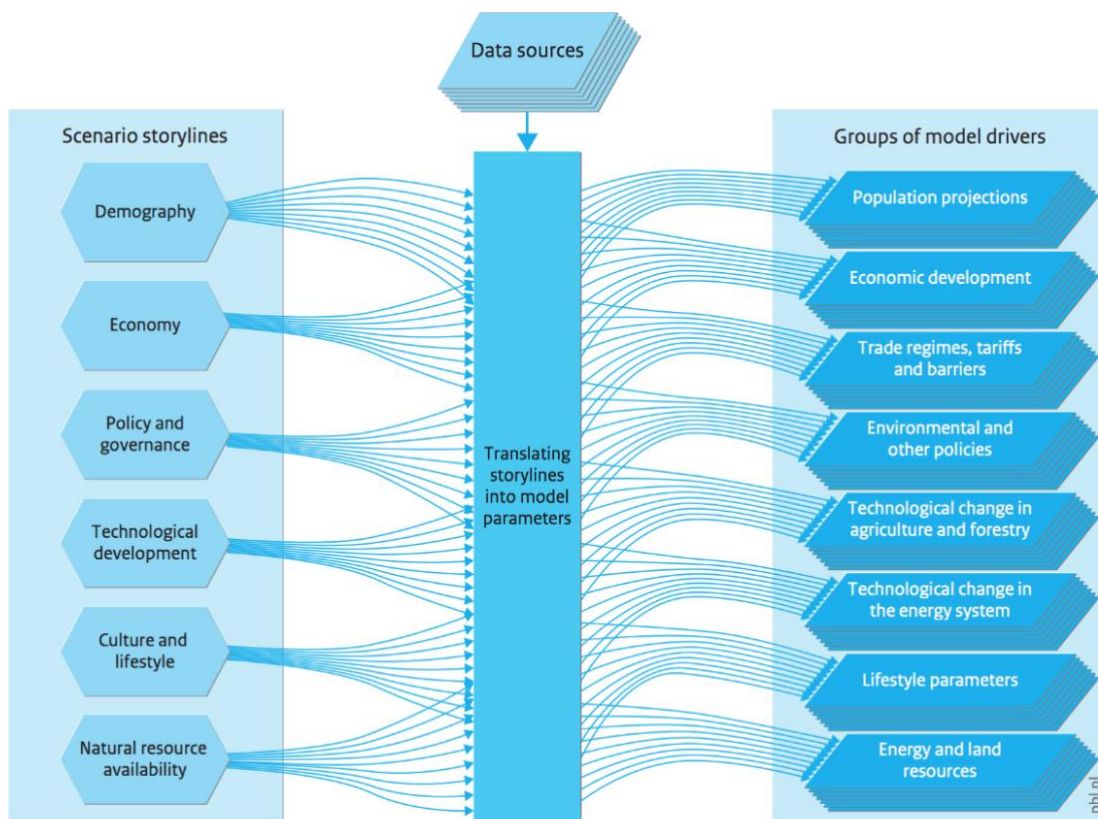 Data sources
Scenario storylines
Demography
Economy
Policy and
governance
Technological
development
Culture and
lifestyle
Natural resource
availability
Translating
storylines
into model
parameters
Groups of model drivers
Population projections
Economic development
Trade regimes, tariffs
and barriers
Environmental and
other policies
Technological change in
agriculture and forestry
Technological change in
the energy system
Lifestyle parameters
Energy and land
resources
pbl.nl